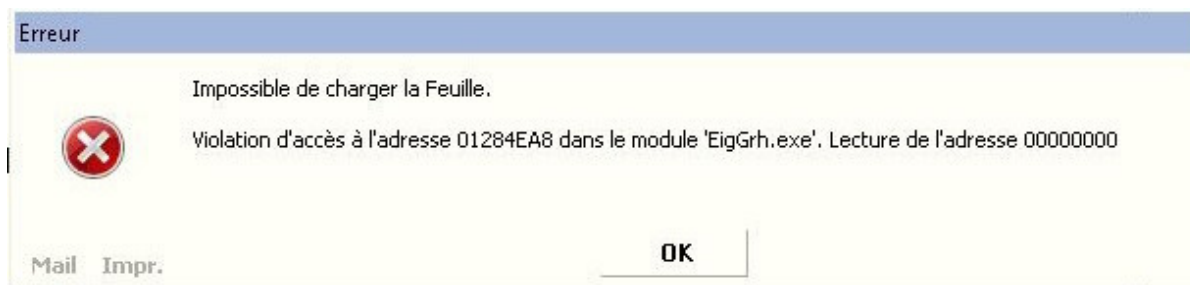 Erreur
Impossible de charger la Feuille.
Violation d'accès à l'adresse 01284EA8 dans le module 'EigGrh.exe'. Lecture de l'adresse 00000000
OK
Mail Impr.